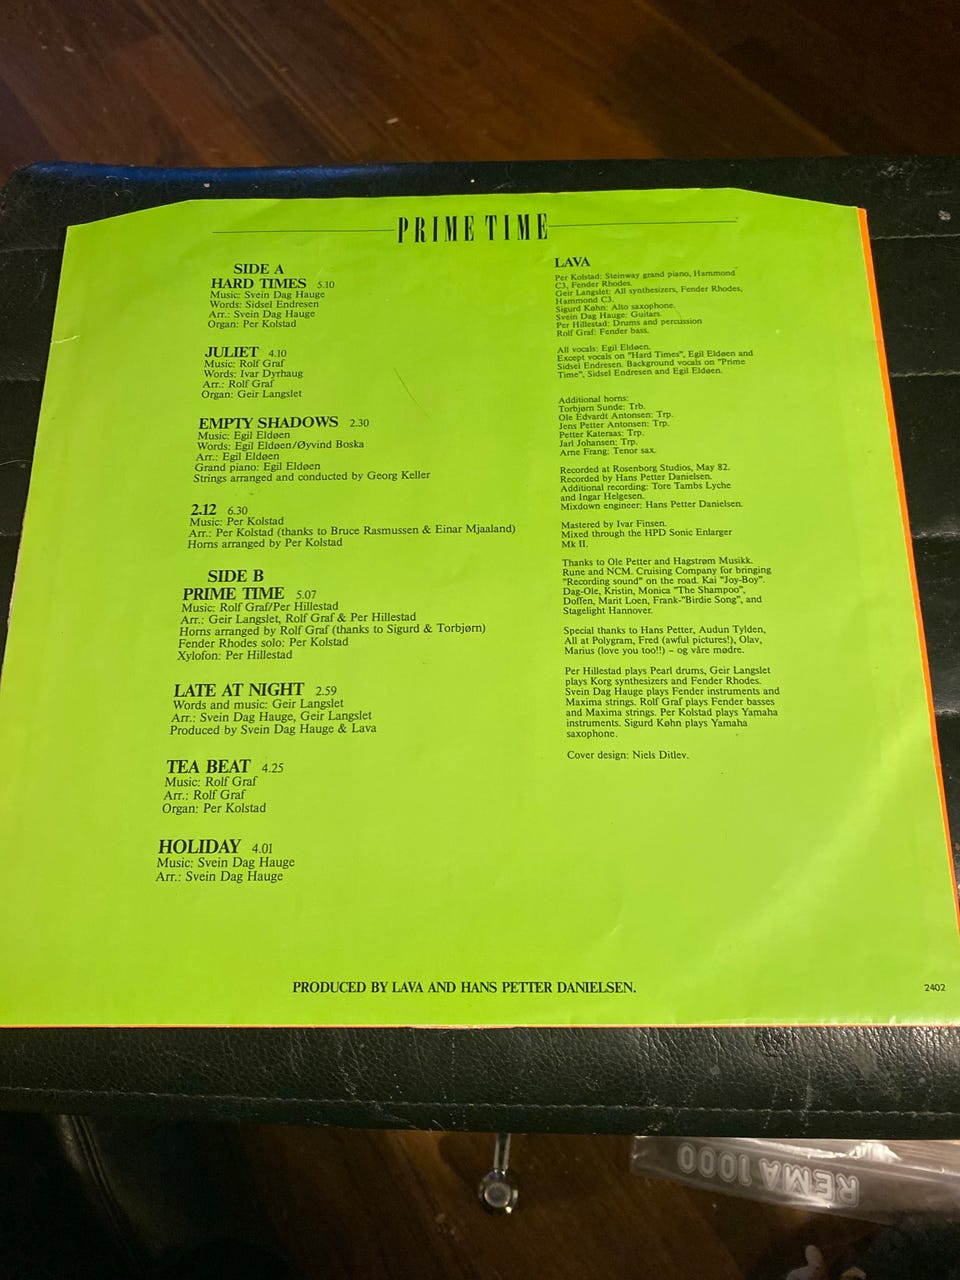 PRIME TIME
SIDE A
HARD TIMES 5.10
Music: Svein Dag Hauge
Words: Sidsel Endresen
Arr.: Svein Dag Hauge
Organ: Per Kolstad
JULIET 4.10
Music: Rolf Graf
Words: Ivar Dyrhaug
Arr.: Rolf Graf
Organ: Geir Langslet
EMPTY SHADOWS 2.30
Music: Egil Eldøen
Words: Egil Eldøen/Øyvind Boska
Arr.: Egil Eldøen
Grand piano: Egil Eldøen
Strings arranged and conducted by Georg Keller
2.12 6.30
Music: Per Kolstad
Arr.: Per Kolstad (thanks to Bruce Rasmussen & Einar Mjaaland)
Horns arranged by Per Kolstad
SIDE B
PRIME TIME 5.07
Music: Rolf Graf/Per Hillestad
Arr.: Geir Langslet, Rolf Graf & Per Hillestad
Horns arranged by Rolf Graf (thanks to Sigurd & Torbjørn)
Fender Rhodes solo: Per Kolstad
Xylofon: Per Hillestad
LATE AT NIGHT 2.59
Words and music: Geir Langslet
Arr.: Svein Dag Hauge, Geir Langslet
Produced by Svein Dag Hauge & Lava
TEA BEAT 4.25
Music: Rolf Graf
Arr.: Rolf Graf
Organ: Per Kolstad
HOLIDAY 4.01
Music: Svein Dag Hauge
Arr.: Svein Dag Hauge
LAVA
Per Kolstad: Steinway grand piano, Hammond
C3, Fender Rhodes.
Geir Langslet: All synthesizers, Fender Rhodes,
Hammond C3.
Sigurd Køhn: Alto saxophone.
Svein Dag Hauge: Guitars.
Per Hillestad: Drums and percussion
Rolf Graf: Fender bass.
All vocals: Egil Eldøen.
Except vocals on "Hard Times", Egil Eldøen and
Sidsel Endresen. Background vocals on "Prime
Time", Sidsel Endresen and Egil Eldøen.
Additional horns:
Torbjørn Sunde: Trb.
Ole Edvardt Antonsen: Trp.
Jens Petter Antonsen: Trp.
Petter Kateraas: Trp.
Jarl Johansen: Trp.
Arne Frang: Tenor sax.
Recorded at Rosenborg Studios, May 82.
Recorded by Hans Petter Danielsen.
Additional recording: Tore Tambs Lyche
and Ingar Helgesen.
Mixdown engineer: Hans Petter Danielsen.
Mastered by Ivar Finsen.
Mixed through the HPD Sonic Enlarger
Mk II.
Thanks to Ole Petter and Hagstrøm Musikk.
Rune and NCM. Cruising Company for bringing
"Recording sound" on the road. Kai "Joy-Boy".
Dag-Ole, Kristin, Monica "The Shampoo",
Doffen, Marit Loen, Frank-"Birdie Song", and
Stagelight Hannover.
Special thanks to Hans Petter, Audun Tylden,
All at Polygram, Fred (awful pictures!), Olav,
Marius (love you too!!) – og våre mødre.
Per Hillestad plays Pearl drums, Geir Langslet
plays Korg synthesizers and Fender Rhodes.
Svein Dag Hauge plays Fender instruments and
Maxima strings. Rolf Graf plays Fender basses
and Maxima strings. Per Kolstad plays Yamaha
instruments. Sigurd Køhn plays Yamaha
saxophone.
Cover design: Niels Ditlev.
PRODUCED BY LAVA AND HANS PETTER DANIELSEN.
2402
REMA 1000